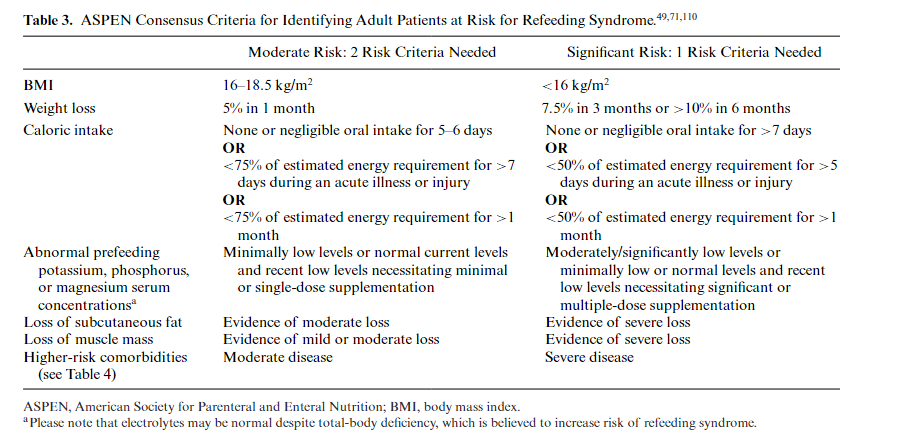 Table 3. ASPEN Consensus Criteria for Identifying Adult Patients at Risk for Refeeding Syndrome.49,71,110
Moderate Risk: 2 Risk Criteria Needed Significant Risk: 1 Risk Criteria Needed
BMI 16–18.5 kg/m2 <16 kg/m2
Weight loss 5% in 1 month 7.5% in 3 months or >10% in 6 months
Caloric intake None or negligible oral intake for 5–6 days None or negligible oral intake for >7 days
OR OR
<75% of estimated energy requirement for >7 <50% of estimated energy requirement for >5
days during an acute illness or injury days during an acute illness or injury
OR OR
<75% of estimated energy requirement for >1 <50% of estimated energy requirement for >1
month month
Abnormal prefeeding Minimally low levels or normal current levels Moderately/significantly low levels or
potassium, phosphorus, and recent low levels necessitating minimal minimally low or normal levels and recent
or magnesium serum or single-dose supplementation low levels necessitating significant or
concentrationsa multiple-dose supplementation
Loss of subcutaneous fat Evidence of moderate loss Evidence of severe loss
Loss of muscle mass Evidence of mild or moderate loss Evidence of severe loss
Higher-risk comorbidities Moderate disease Severe disease
(see Table 4)
ASPEN, American Society for Parenteral and Enteral Nutrition; BMI, body mass index.
aPlease note that electrolytes may be normal despite total-body deficiency, which is believed to increase risk of refeeding syndrome.